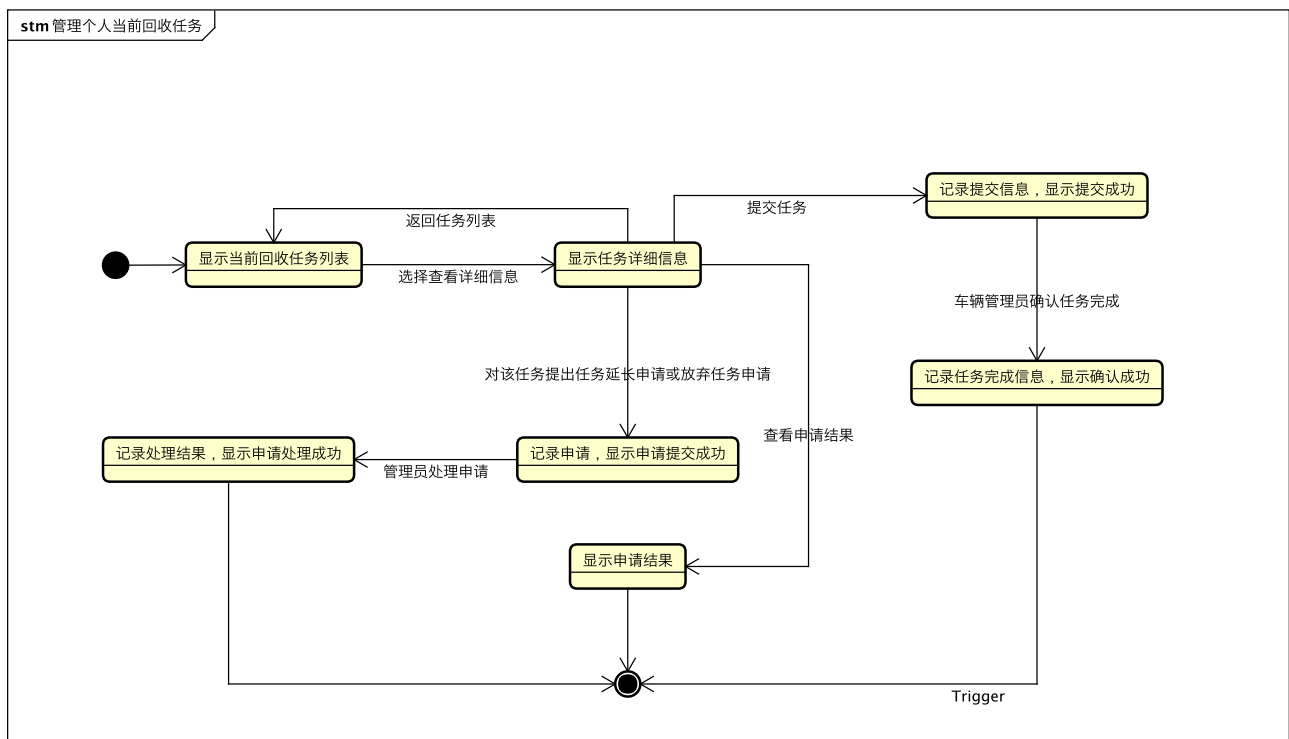 stm 管理个人当前回收任务
记录提交信息，显示提交成功
提交任务
返回任务列表
显示当前回收任务列表
显示任务详细信息
选择查看详细信息
车辆管理员确认任务完成
对该任务提出任务延长申请或放弃任务申请
记录任务完成信息，显示确认成功
查看申请结果
记录处理结果，显示申请处理成功
记录申请，显示申请提交成功
管理员处理申请
显示申请结果
Trigger